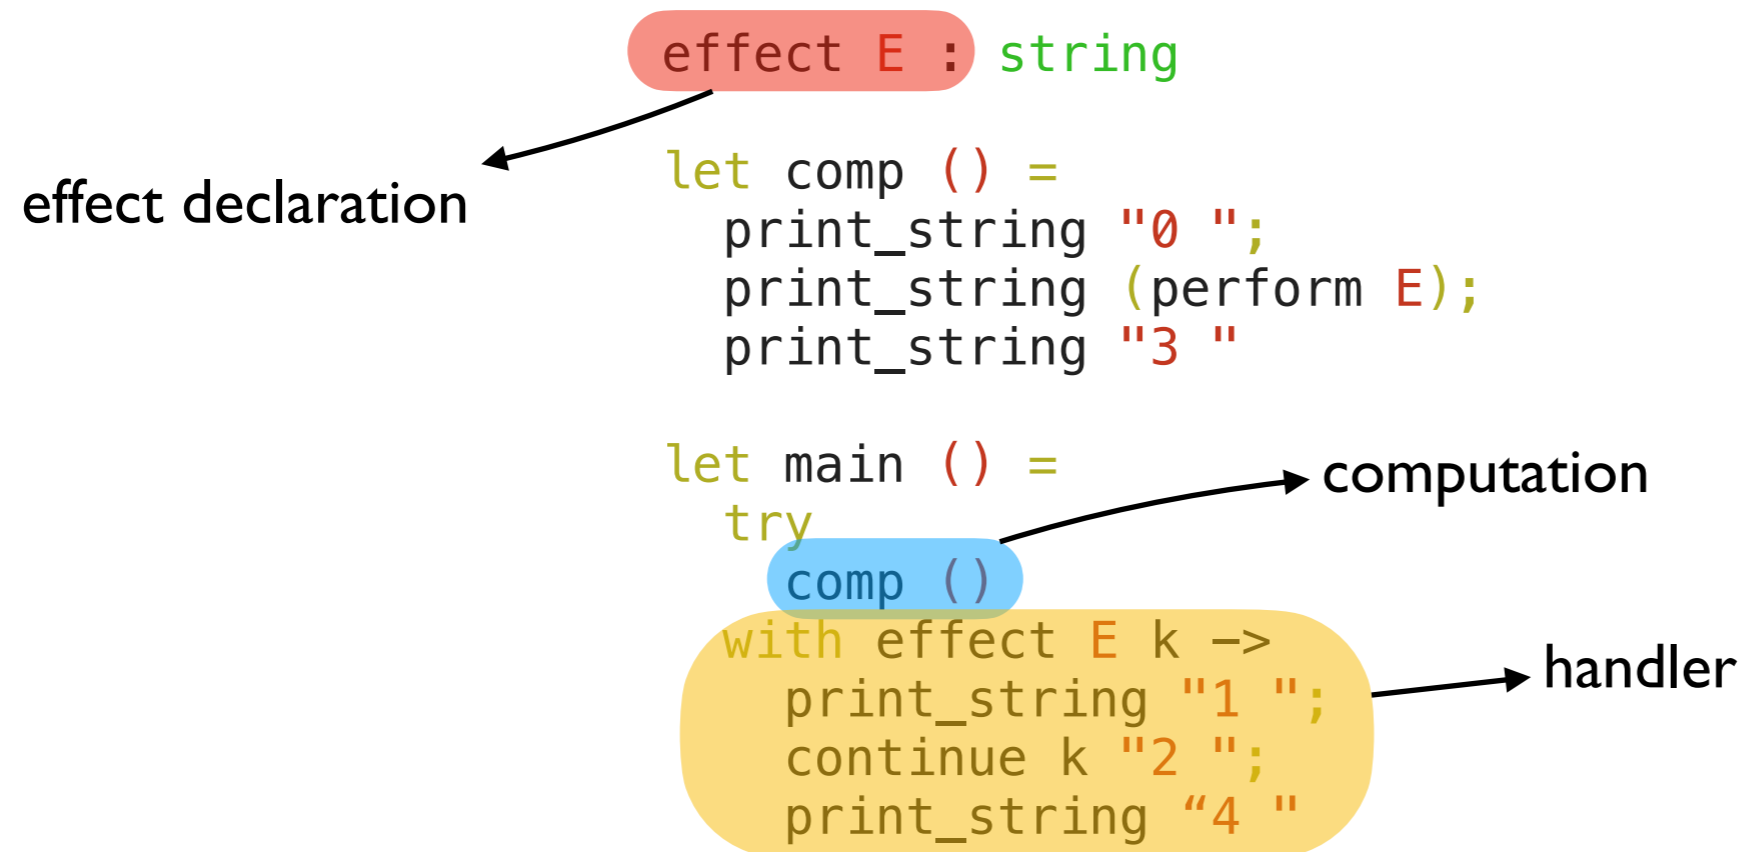 effect E : string
effect declaration
let comp () =
print_string "0 ";
print_string (perform E);
print_string "3 "
let main () =
computation
try
comp ()
with effect E k ->
handler
print_string "1 ";
continue k "2 ";
print_string “4 "